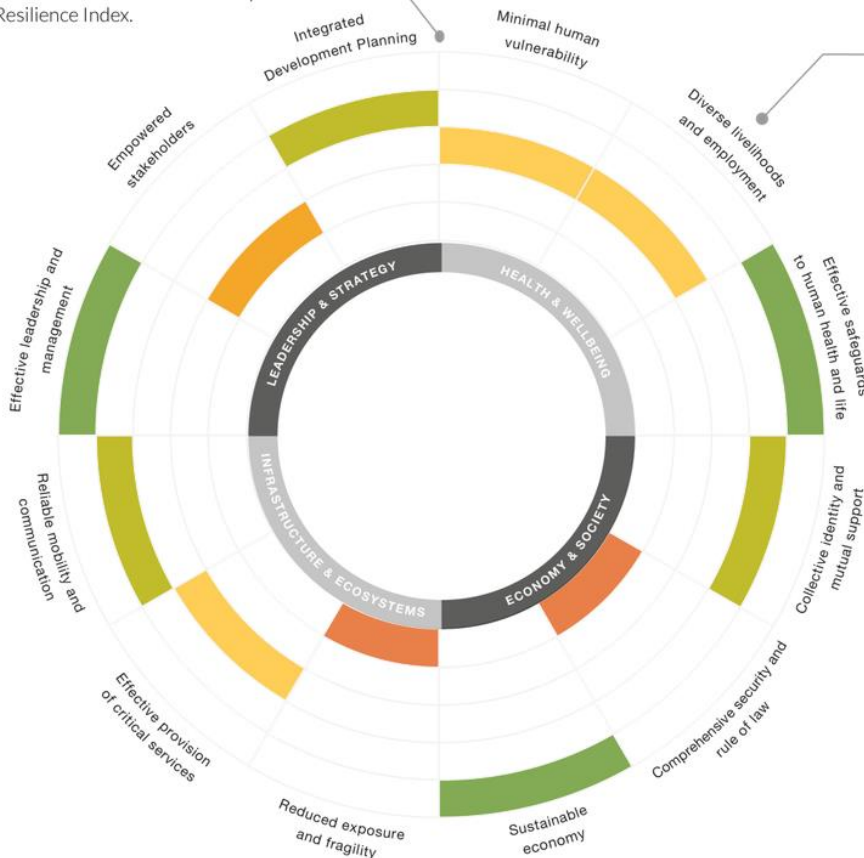 Resilience Index.
Integrated
Development Planning
Minimal human
vulnerability
Diverse livelihoods
and employment
Effective safeguards
to human health and life
Collective identity and
mutual support
Comprehensive security and
rule of law
Sustainable
economy
Reduced exposure
and fragility
Effective provision
of critical services
Reliable mobility and
communication
Effective leadership and
management
Empowered
stakeholders
LEADERSHIP & STRATEGY
HEALTH & WELLBEING
ECONOMY & SOCIETY
INFRASTRUCTURE & ECOSYSTEMS